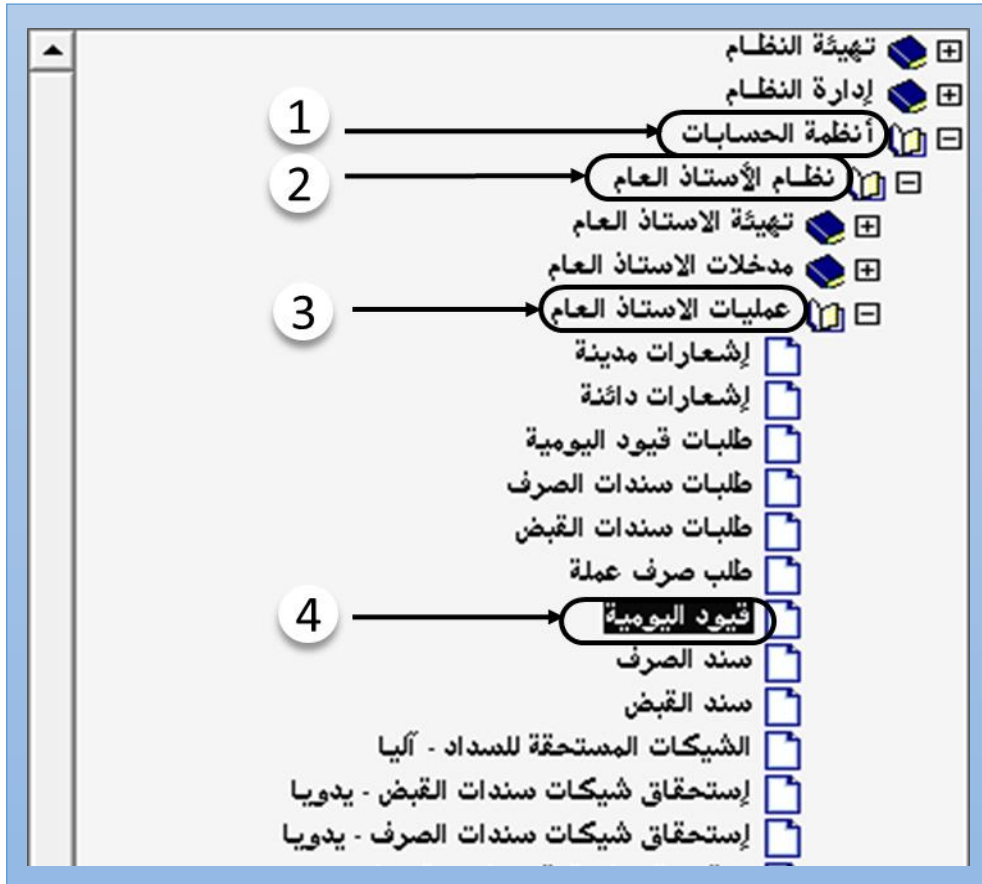 تهيئة النظام
إدارة النظام
1 أنظمة الحسابات
2 نظام الأستاذ العام
تهيئة الاستاذ العام
مدخلات الاستاذ العام
3 عمليات الاستاذ العام
إشعارات مدينة
إشعارات دائنة
طلبات قيود اليومية
طلبات سندات الصرف
طلبات سندات القبض
طلب صرف عملة
4 قيود اليومية
سند الصرف
سند القبض
الشيكات المستحقة للسداد - آليا
إستحقاق شيكات سندات القبض - يدويا
إستحقاق شيكات سندات الصرف - يدويا